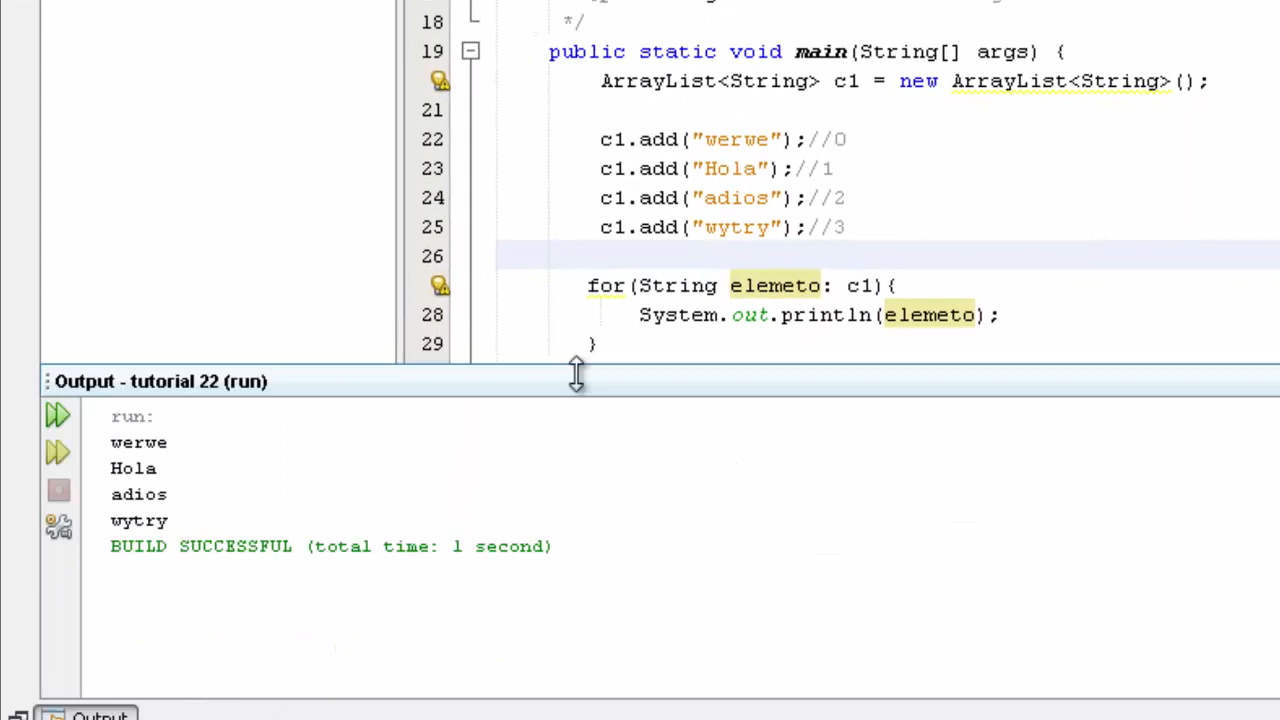 18 */
19 public static void main(String[] args) {
ArrayList<String> c1 = new ArrayList<String>();
21
22 c1.add("werwe");//0
23 c1.add("Hola");//1
24 c1.add("adios");//2
25 c1.add("wytry");//3
26
for(String elemeto: c1){
28 System.out.println(elemeto);
29 }
Output - tutorial 22 (run)
run:
werwe
Hola
adios
wytry
BUILD SUCCESSFUL (total time: 1 second)
Output